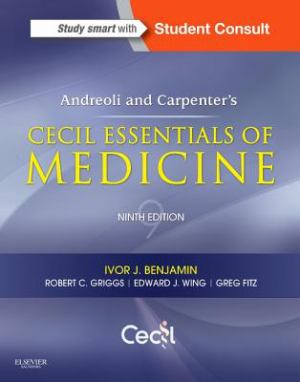 Study smart with Student Consult
Andreoli and Carpenter's
CECIL ESSENTIALS OF
MEDICINE
9
NINTH EDITION
IVOR J. BENJAMIN
ROBERT C. GRIGGS | EDWARD J. WING | GREG FITZ
Cecil
ELSEVIER
SAUNDERS